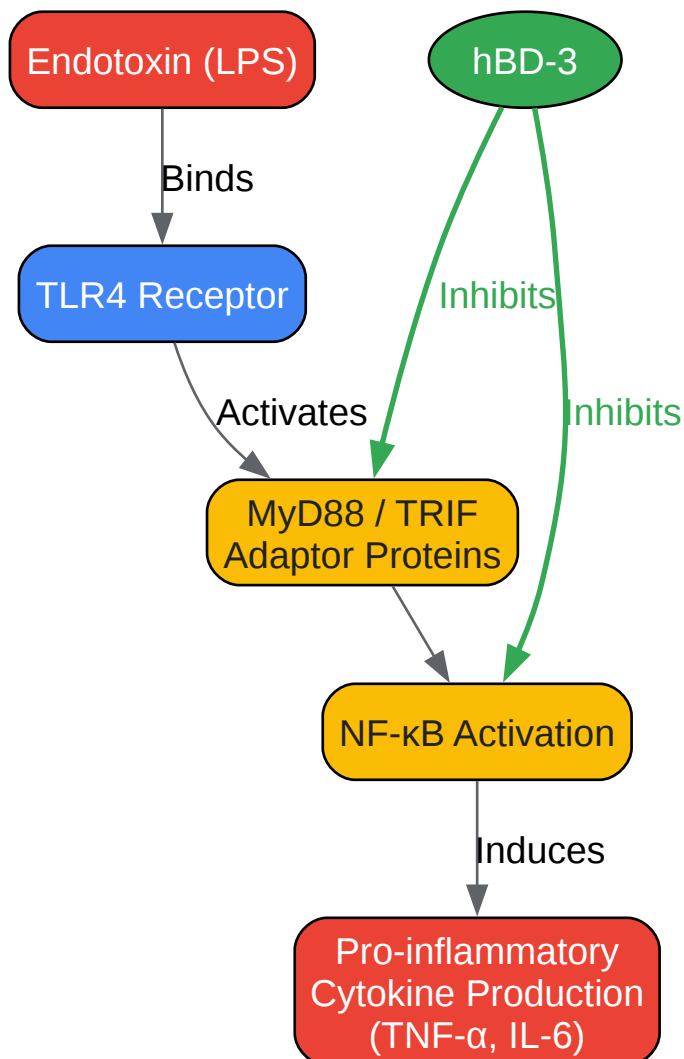 Endotoxin (LPS)
hBD-3
Binds
TLR4 Receptor
Inhibits
Activates
Inhibits
MyD88 / TRIF
Adaptor Proteins
NF-κB Activation
Induces
Pro-inflammatory
Cytokine Production
(TNF-α, IL-6)